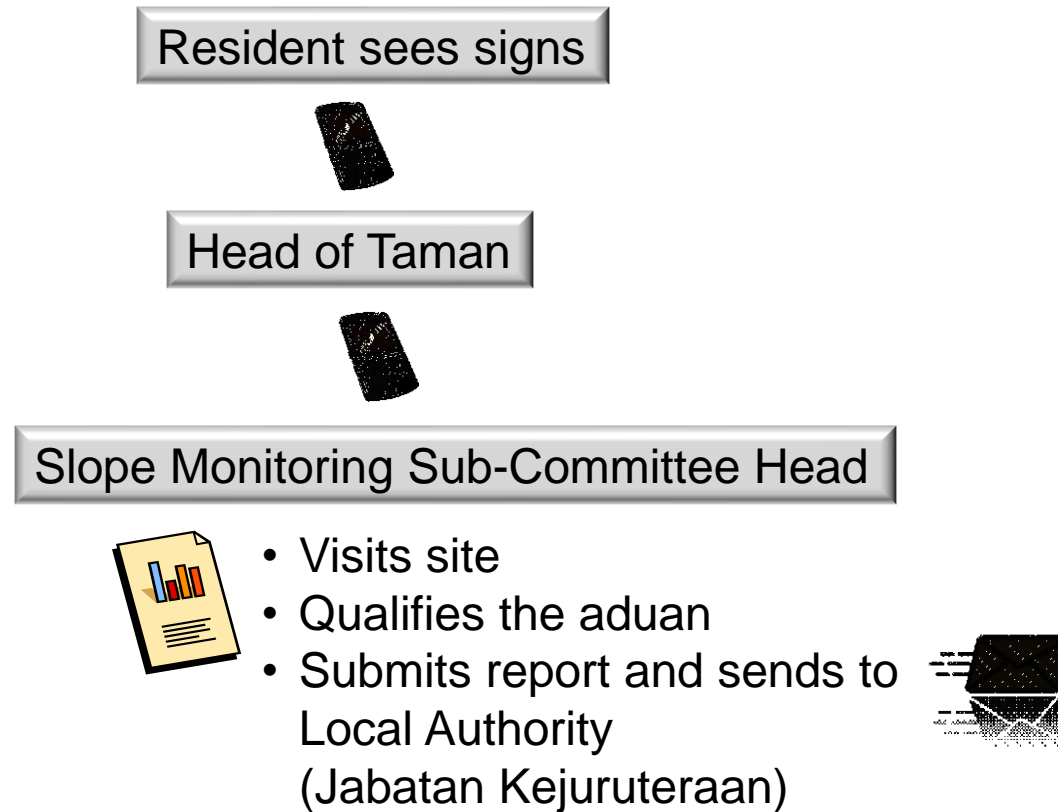 Resident sees signs
Head of Taman
Slope Monitoring Sub-Committee Head
• Visits site
• Qualifies the aduan
• Submits report and sends to
Local Authority
(Jabatan Kejuruteraan)